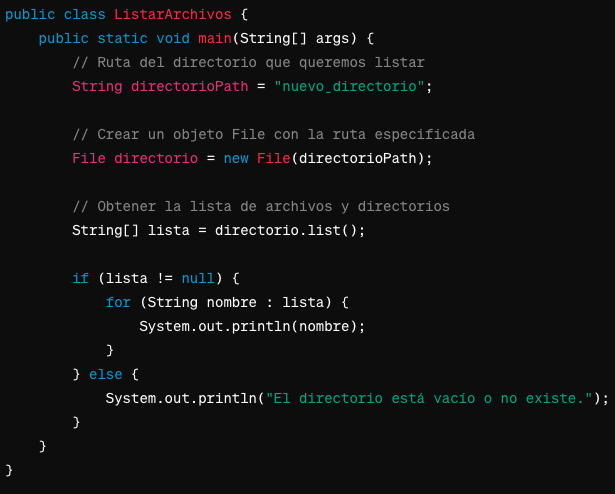 public class ListarArchivos {
    public static void main(String[] args) {
        // Ruta del directorio que queremos listar
        String directorioPath = "nuevo_directorio";

        // Crear un objeto File con la ruta especificada
        File directorio = new File(directorioPath);

        // Obtener la lista de archivos y directorios
        String[] lista = directorio.list();

        if (lista != null) {
            for (String nombre : lista) {
                System.out.println(nombre);
            }
        } else {
            System.out.println("El directorio está vacío o no existe.");
        }
    }
}